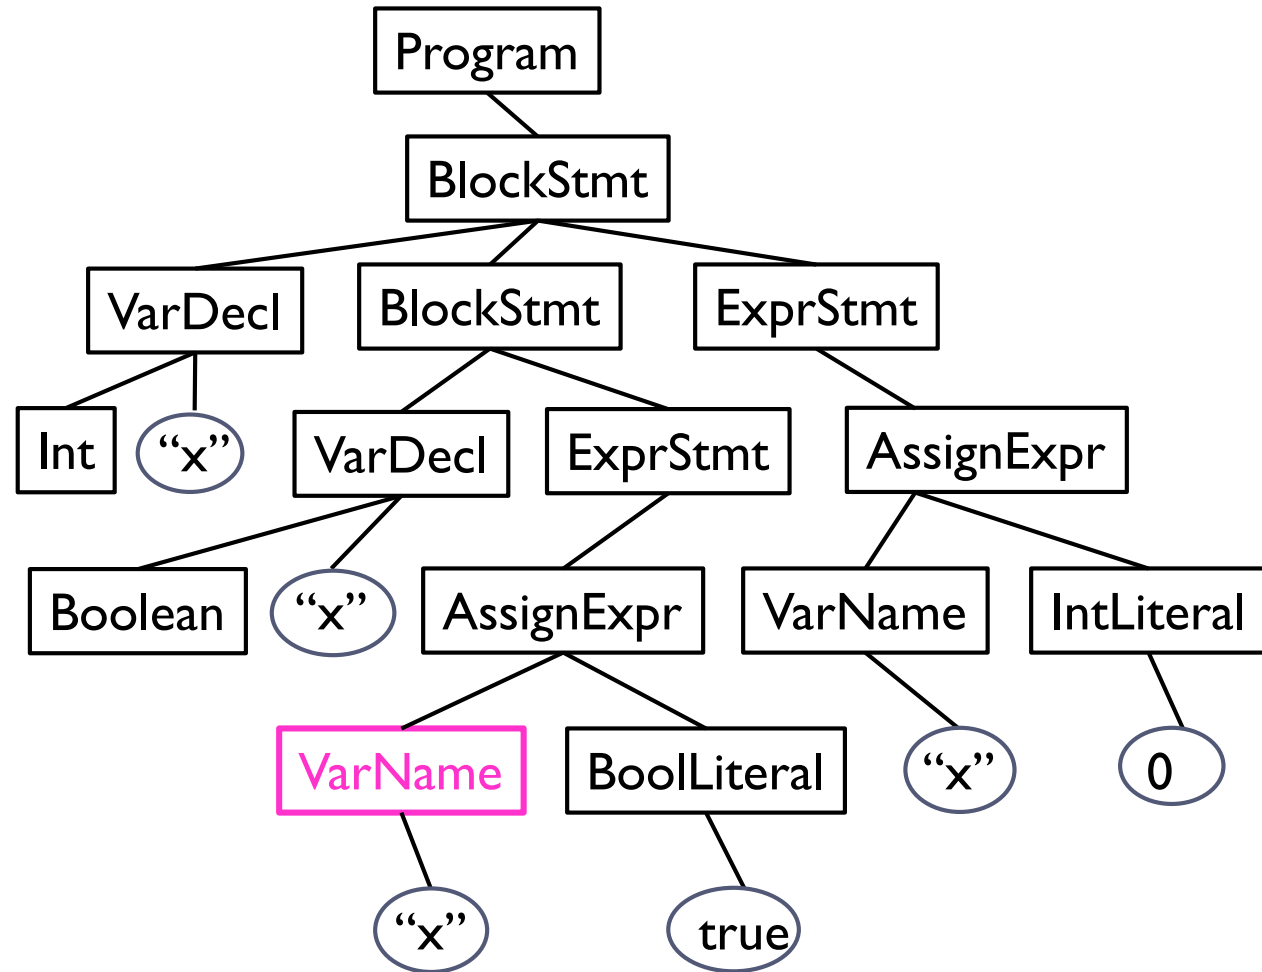 Program
BlockStmt
VarDecl BlockStmt ExprStmt
Int “x” VarDecl ExprStmt AssignExpr
Boolean “x” AssignExpr VarName IntLiteral
VarName BoolLiteral “x” 0
“x” true